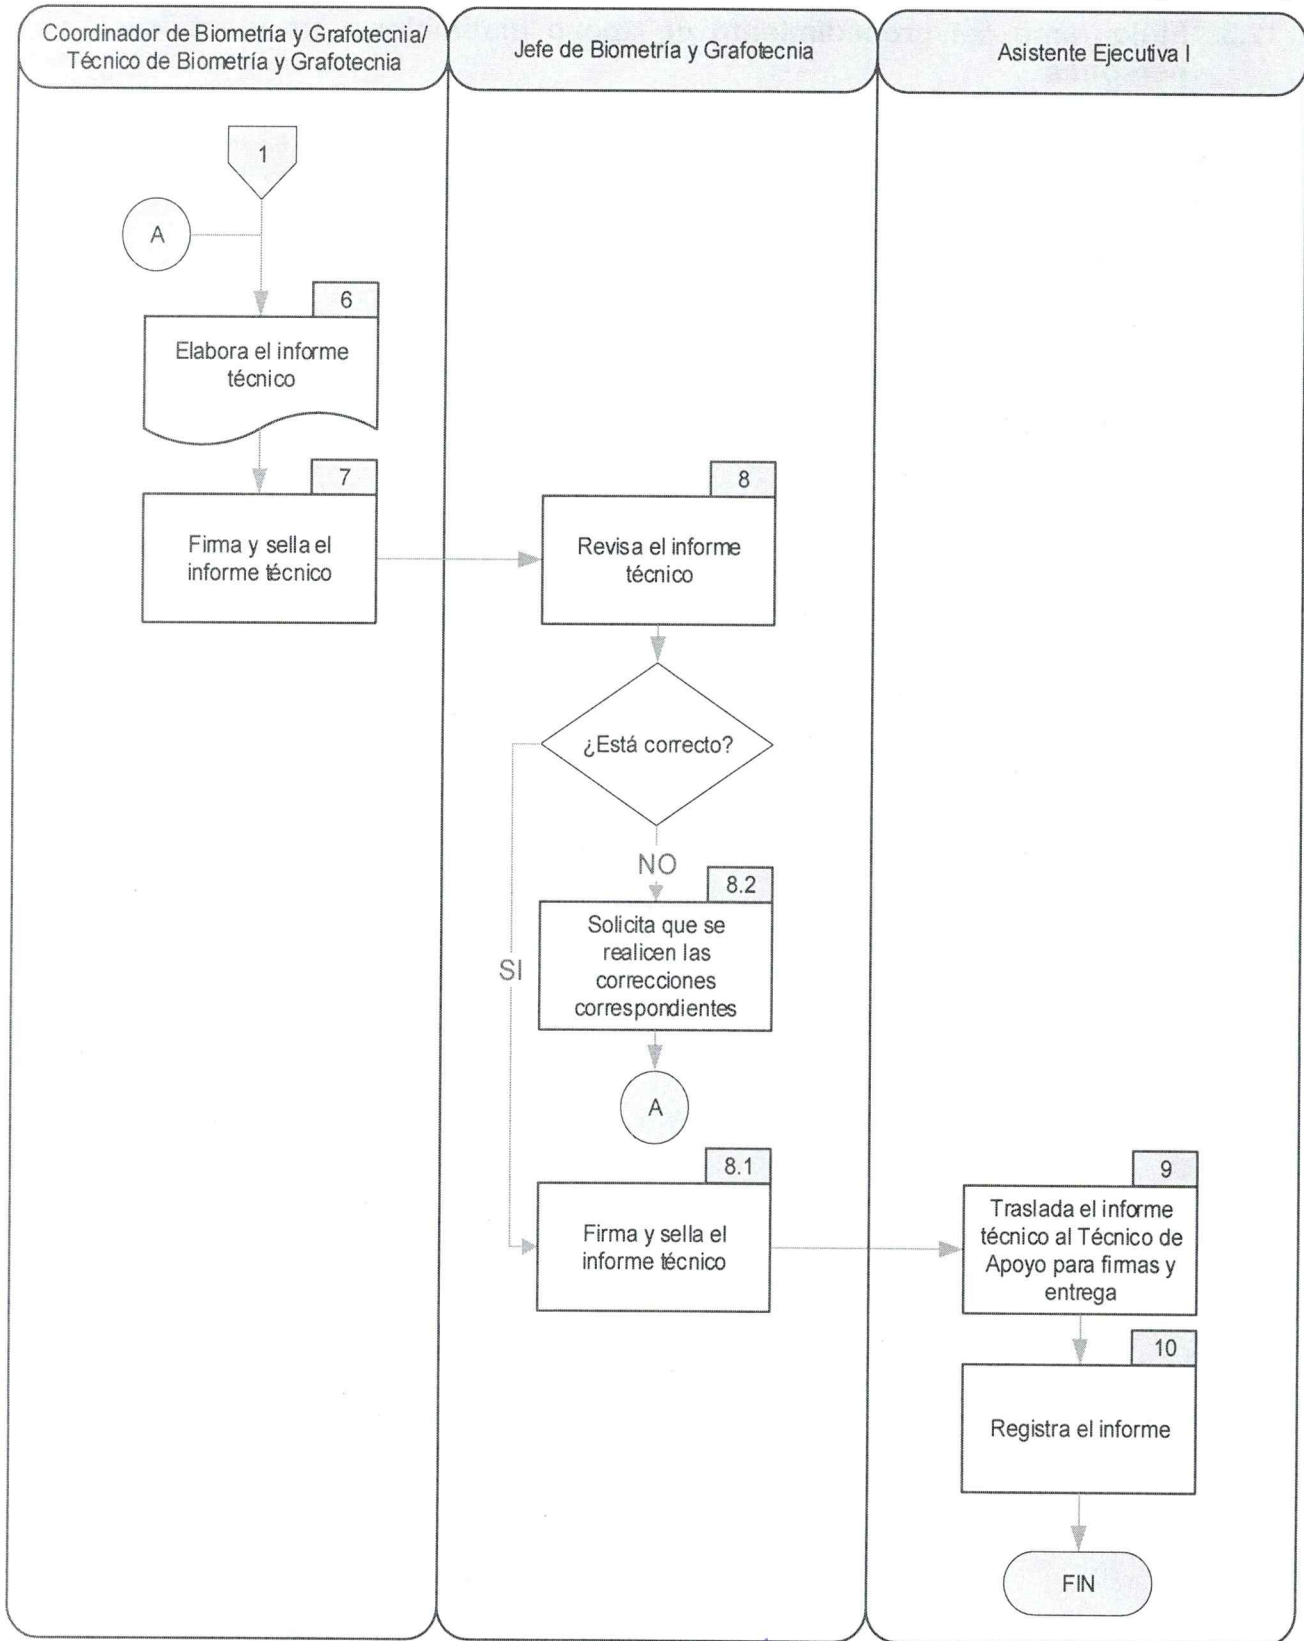 Coordinador de Biometría y Grafotecnia/
Técnico de Biometría y Grafotecnia
Jefe de Biometría y Grafotecnia
Asistente Ejecutiva I
1
A
6
Elabora el informe
técnico
7
Firma y sella el
informe técnico
8
Revisa el informe
técnico
¿Está correcto?
NO
SI
8.2
Solicita que se
realicen las
correcciones
correspondientes
A
8.1
Firma y sella el
informe técnico
9
Traslada el informe
técnico al Técnico de
Apoyo para firmas y
entrega
10
Registra el informe
FIN